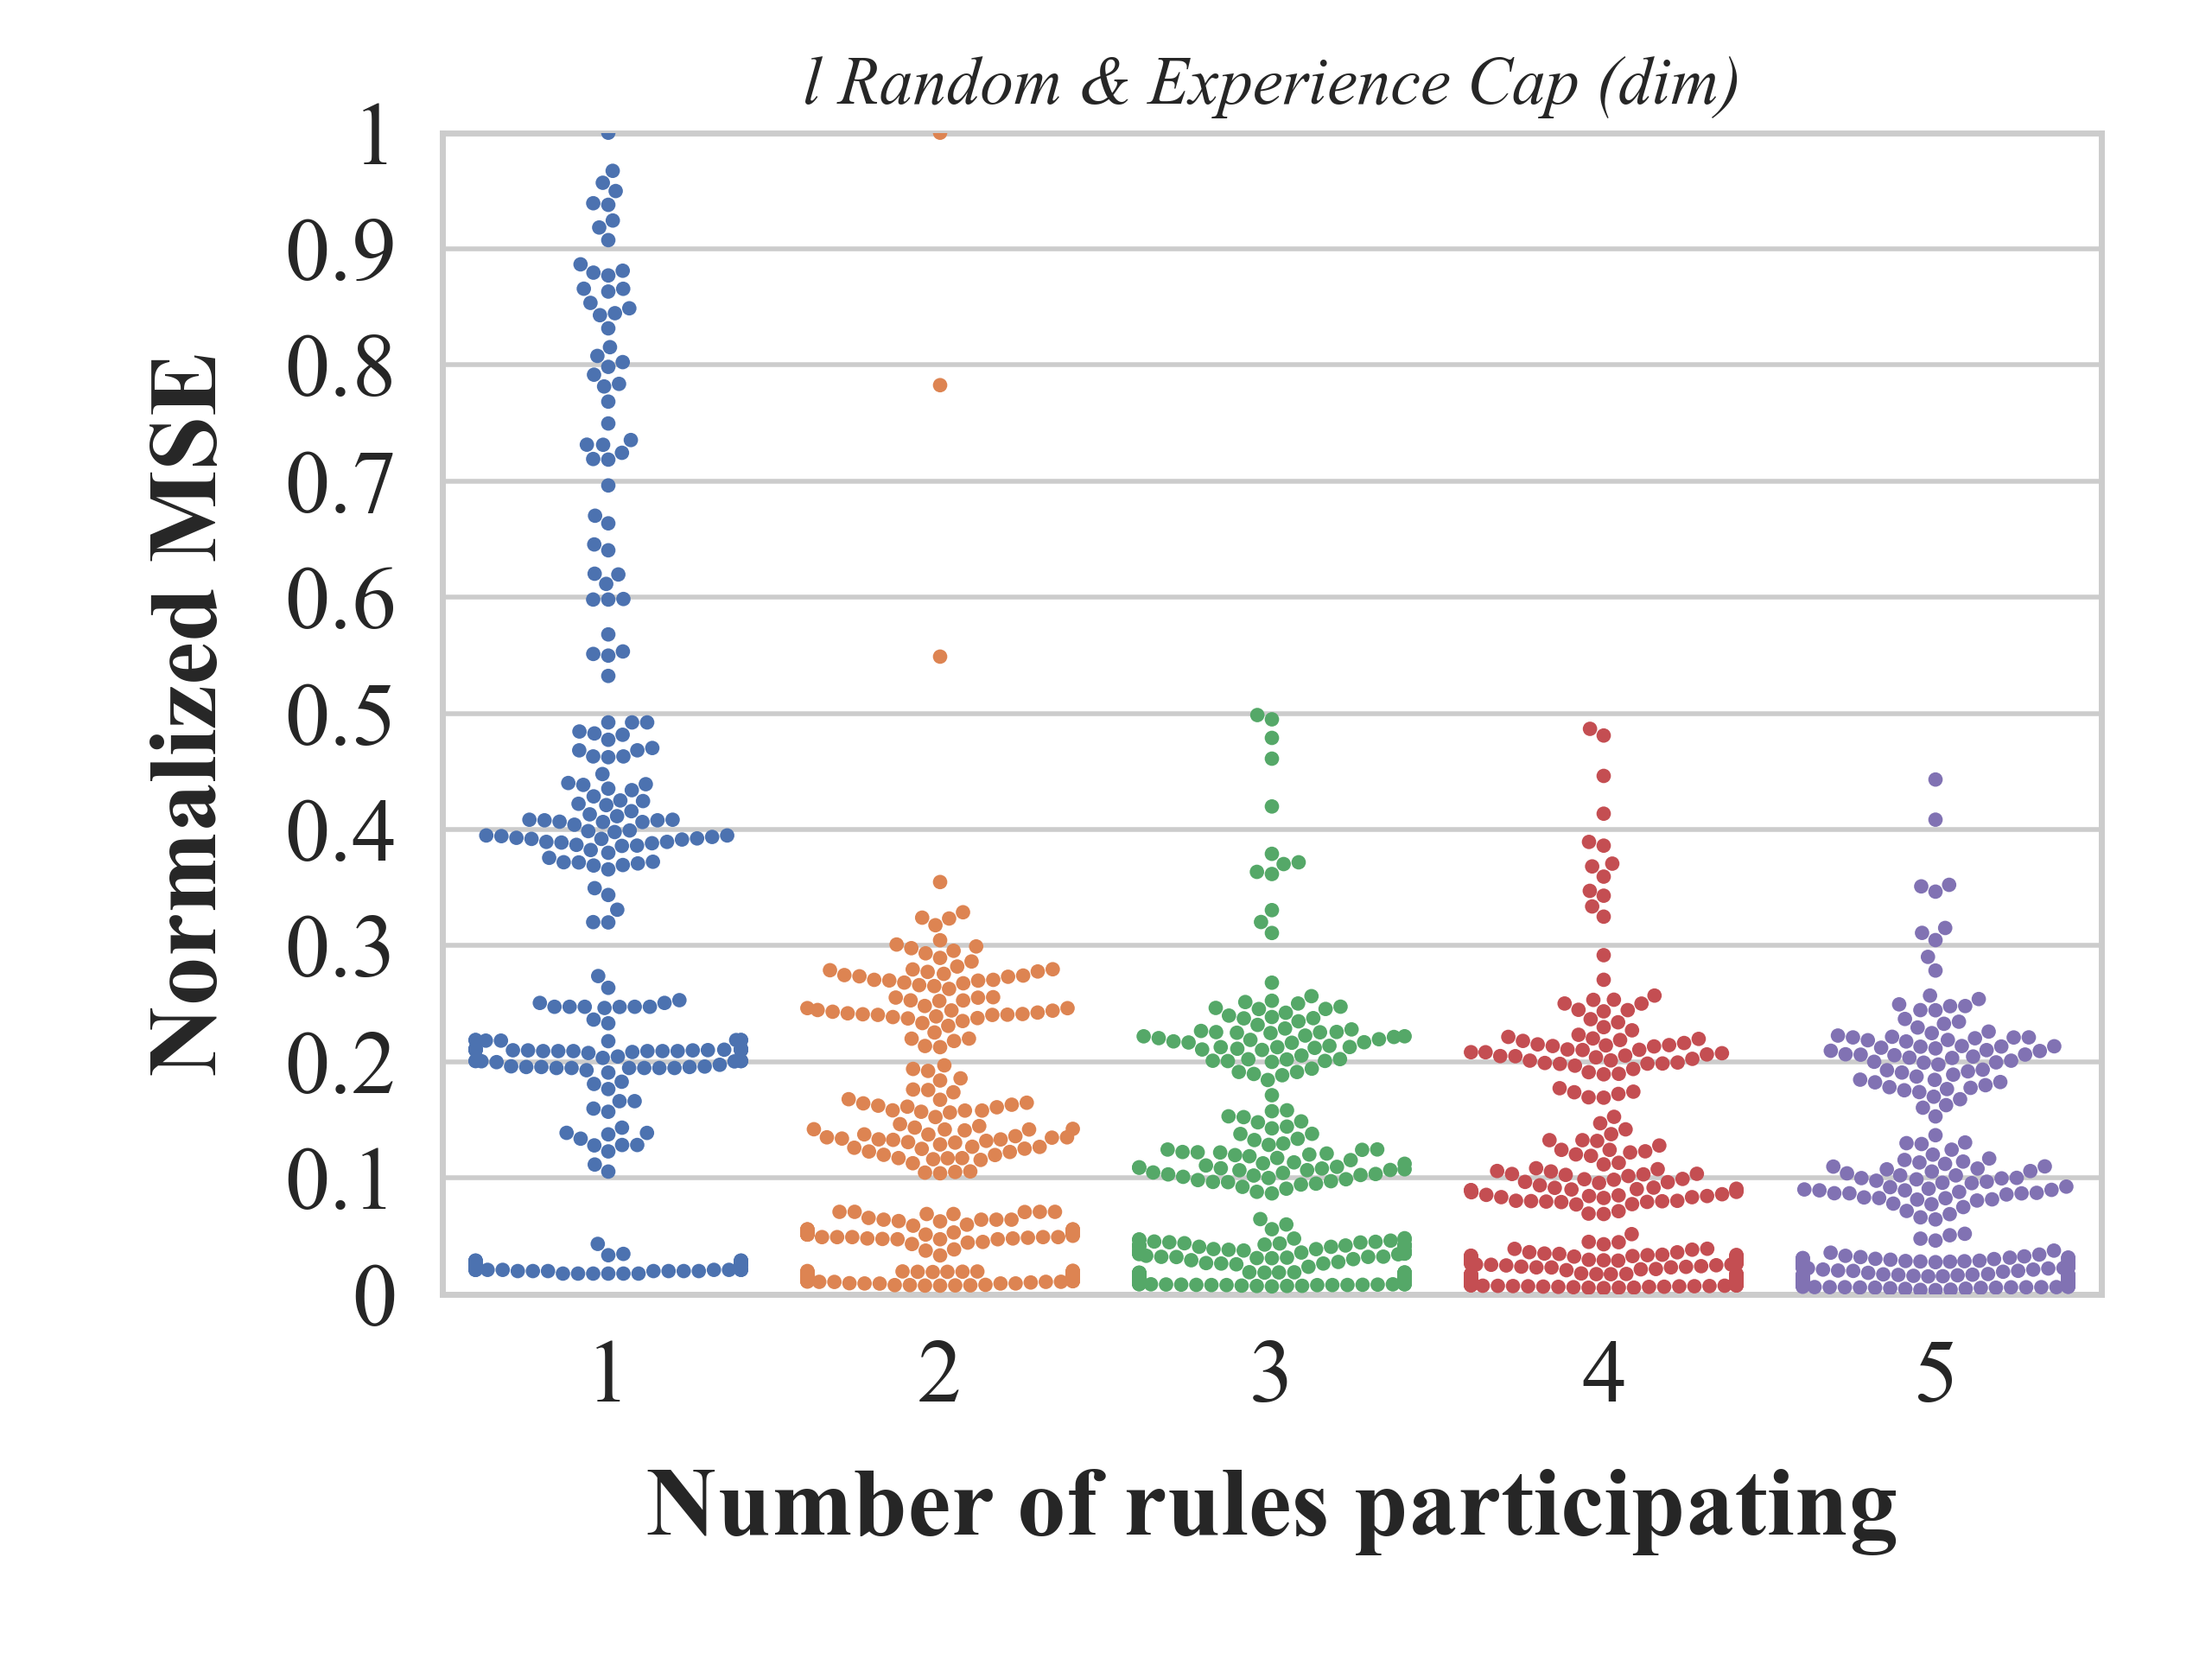 l Random & Experience Cap (dim)
1
0.9
0.8
0.7
0.6
0.5
0.4
0.3
0.2
0.1
0
Normalized MSE
1 2 3 4 5
Number of rules participating